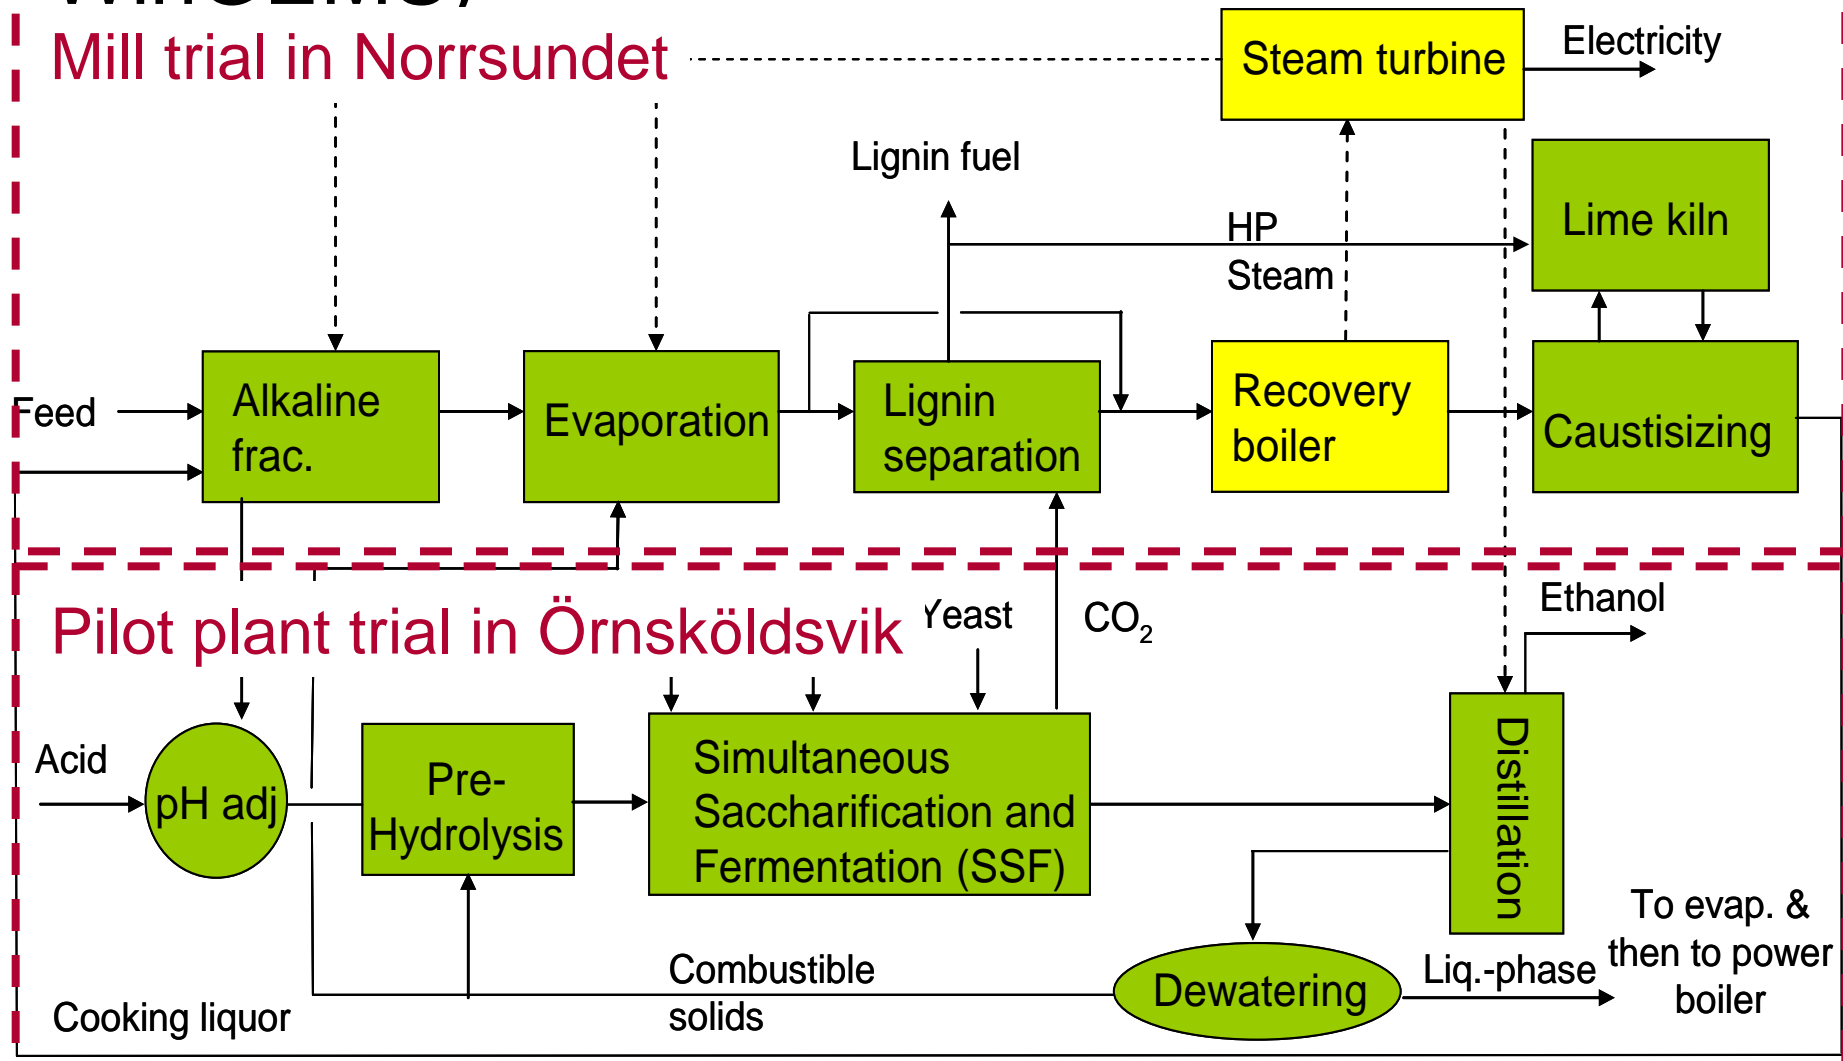 Mill trial in Norrsundet
Steam turbine
Electricity
Lignin fuel
HP
Steam
Lime kiln
Feed
Alkaline
frac.
Evaporation
Lignin
separation
Recovery
boiler
Caustisizing
Pilot plant trial in Örnsköldsvik
Yeast
CO2
Ethanol
Acid
pH adj
Pre-
Hydrolysis
Simultaneous
Saccharification and
Fermentation (SSF)
Distillation
Cooking liquor
Combustible
solids
Dewatering
Liq.-phase
To evap. &
then to power
boiler